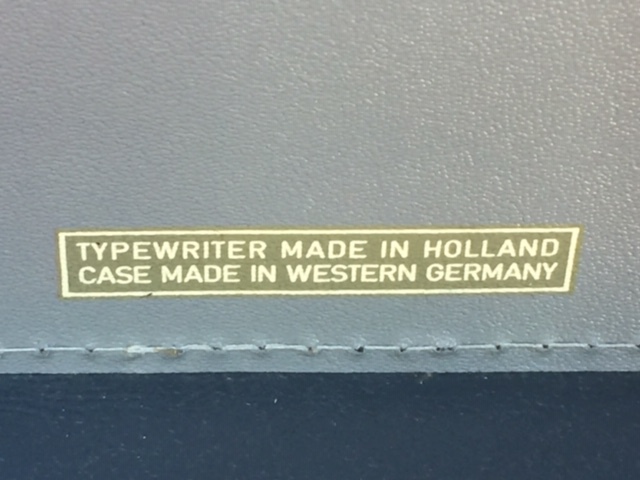 TYPEWRITER MADE IN HOLLAND
CASE MADE IN WESTERN GERMANY